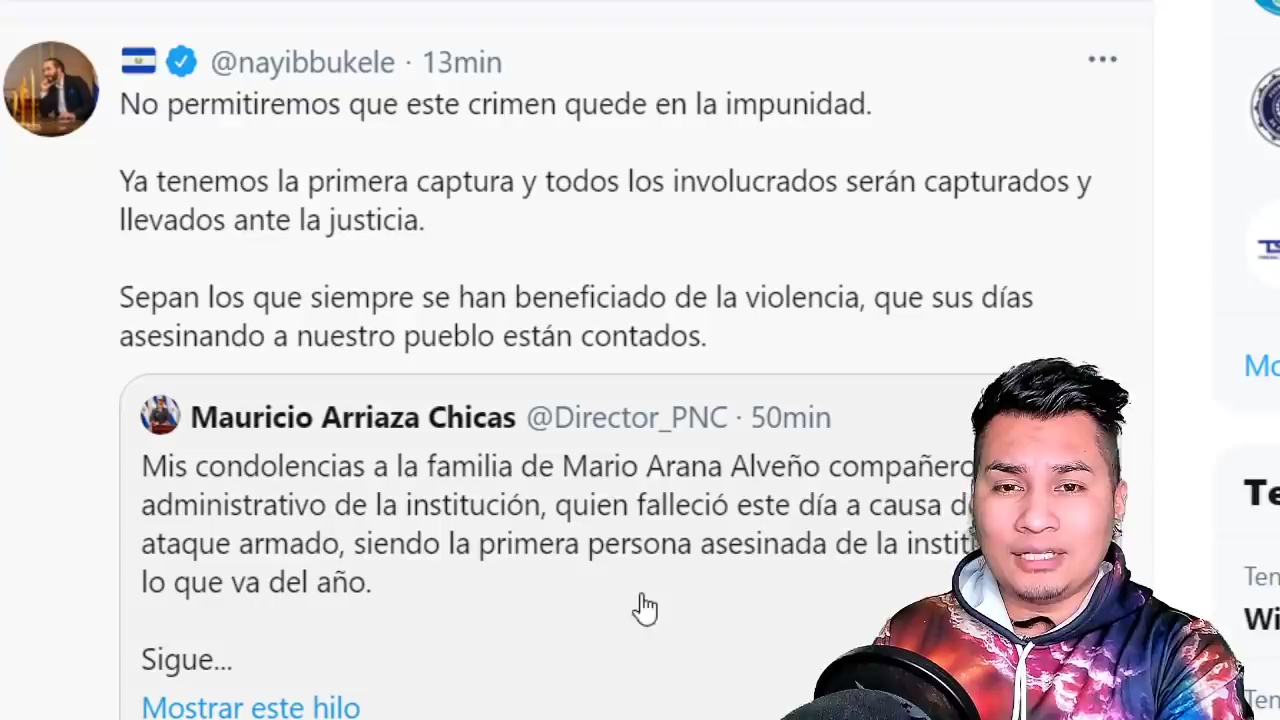 @nayibbukele · 13min
No permitiremos que este crimen quede en la impunidad.
Ya tenemos la primera captura y todos los involucrados serán capturados y
llevados ante la justicia.
Sepan los que siempre se han beneficiado de la violencia, que sus días
asesinando a nuestro pueblo están contados.
Mauricio Arriaza Chicas @Director_PNC · 50min
Mis condolencias a la familia de Mario Arana Alveño compañero
administrativo de la institución, quien falleció este día a causa
ataque armado, siendo la primera persona asesinada de la
lo que va del año.
Sigue...
Mostrar este hilo